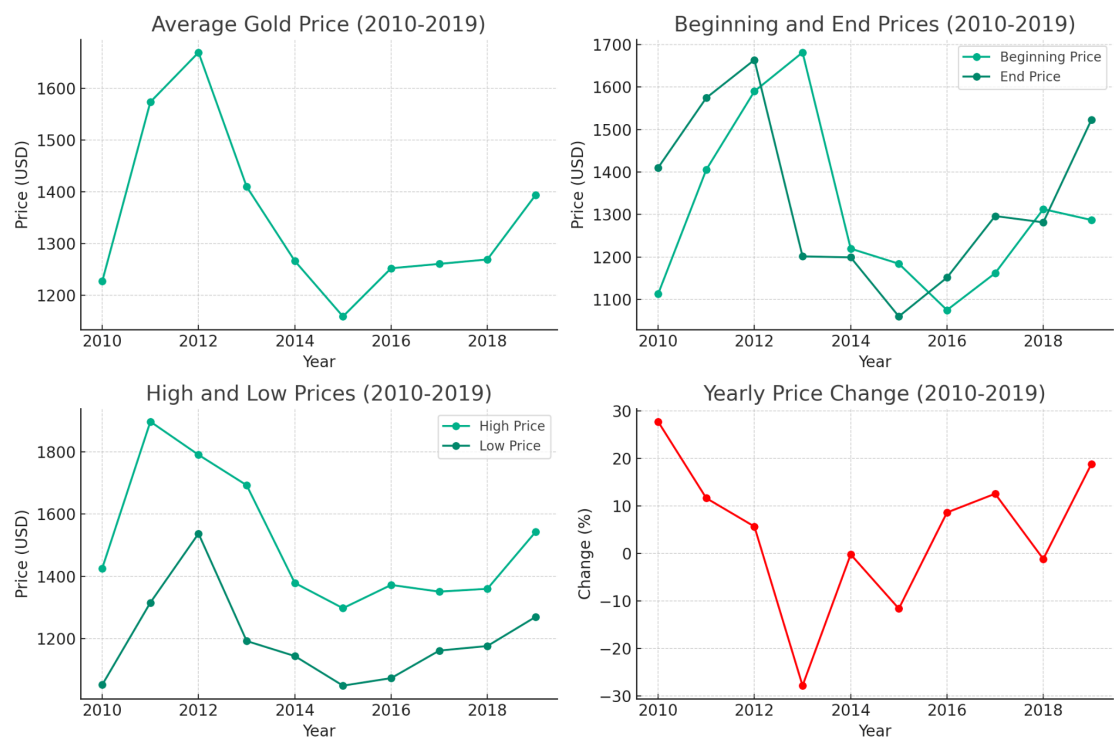 Average Gold Price (2010-2019)
Price (USD)
1600
1500
1400
1300
1200
2010
2012
2014
2016
2018
Year
Beginning and End Prices (2010-2019)
Beginning Price
End Price
Price (USD)
1700
1600
1500
1400
1300
1200
1100
2010
2012
2014
2016
2018
Year
High and Low Prices (2010-2019)
High Price
Low Price
Price (USD)
1800
1600
1400
1200
2010
2012
2014
2016
2018
Year
Yearly Price Change (2010-2019)
Change (%)
30
20
10
0
−10
−20
−30
2010
2012
2014
2016
2018
Year